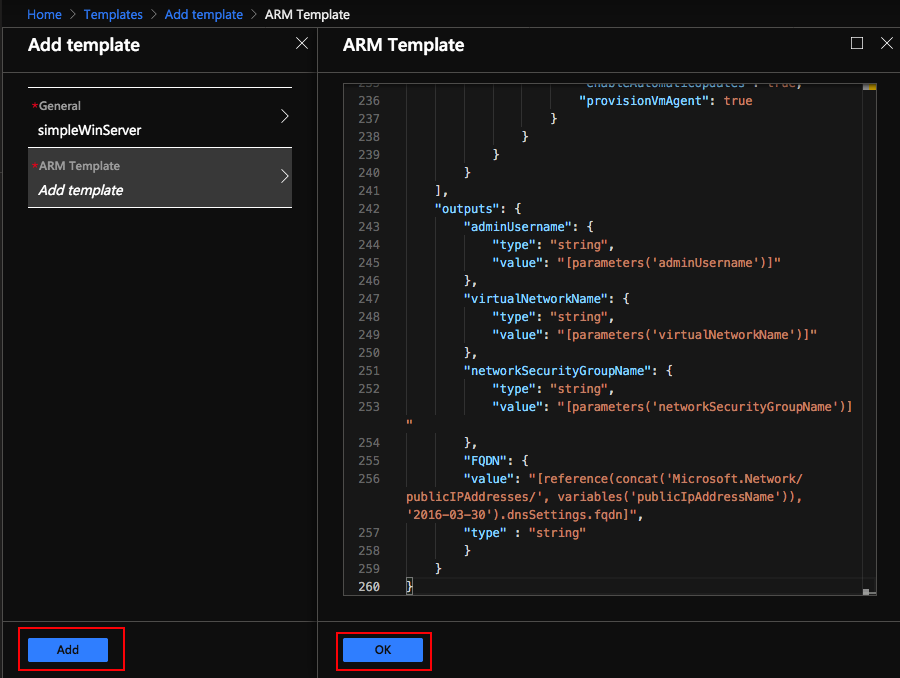 Home > Templates > Add template > ARM Template
Add template
*General
simpleWinServer
*ARM Template
Add template
Add
ARM Template
235 "enableAutomaticUpdates": true,
236 "provisionVmAgent": true
237 }
238 }
239 }
240 }
241 ],
242 "outputs": {
243 "adminUsername": {
244 "type": "string",
245 "value": "[parameters('adminUsername')]"
246 },
247 "virtualNetworkName": {
248 "type": "string",
249 "value": "[parameters('virtualNetworkName')]"
250 },
251 "networkSecurityGroupName": {
252 "type": "string",
253 "value": "[parameters('networkSecurityGroupName')]
"
254 },
255 "FQDN": {
256 "value": "[reference(concat('Microsoft.Network/
publicIPAddresses/', variables('publicIpAddressName')),
'2016-03-30').dnsSettings.fqdn]",
257 "type" : "string"
258 }
259 }
260 }
OK